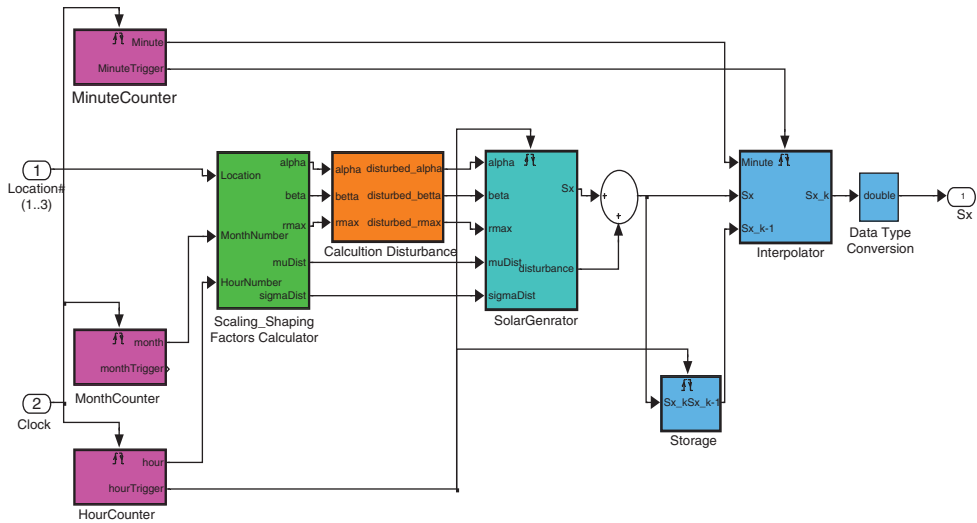 Minute
MinuteTrigger
MinuteCounter
1
Location#
(1..3)
Location
MonthNumber
HourNumber
alpha
beta
rmax
muDist
sigmaDist
Scaling_Shaping
Factors Calculator
alpha
betta
rmax
disturbed_alpha
disturbed_betta
disturbed_rmax
Calcultion Disturbance
alpha
beta
rmax
muDist
sigmaDist
Sx
disturbance
SolarGenrator
+
+
Minute
Sx
Sx_k-1
Sx_k
Interpolator
double
Data Type
Conversion
1
Sx
month
monthTrigger
MonthCounter
2
Clock
Sx_k
Sx_k-1
Storage
hour
hourTrigger
HourCounter